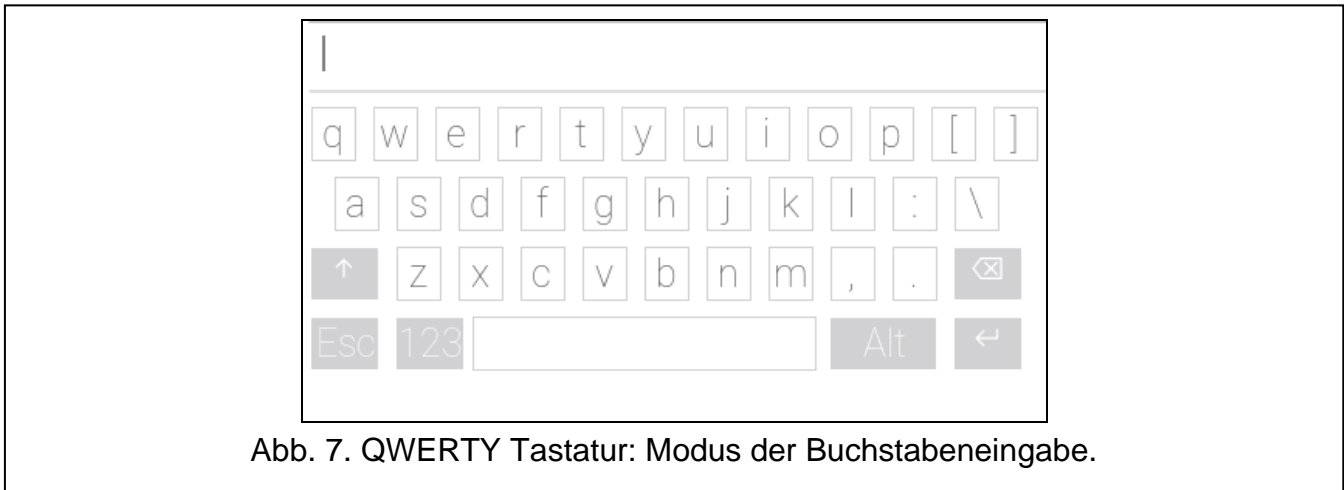 q w e r t y u i o p [ ]
a s d f g h j k l : \
↑ z x c v b n m , . ⌫
Esc 123 Alt ↵
Abb. 7. QWERTY Tastatur: Modus der Buchstabeneingabe.